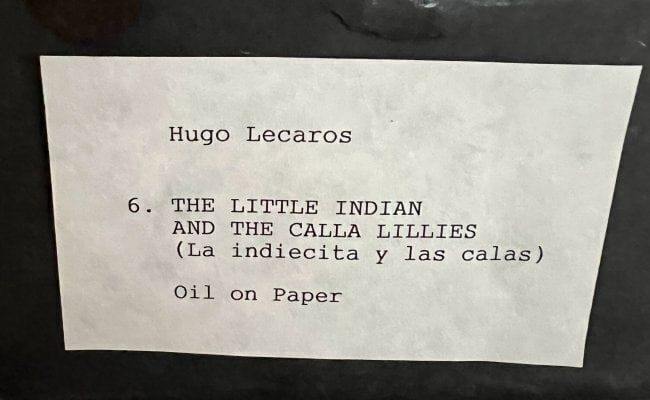 Hugo Lecaros
6. THE LITTLE INDIAN
AND THE CALLA LILLIES
(La indiecita y las calas)
Oil on Paper